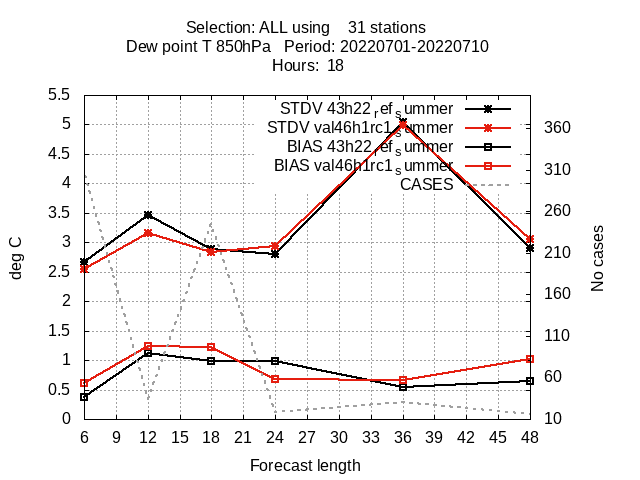 Selection: ALL using    31 stations
Dew point T 850hPa   Period: 20220701-20220710
Hours:  18
STDV 43h22_ref_summer
STDV val46h1rc1_summer
BIAS 43h22_ref_summer
BIAS val46h1rc1_summer
CASES
5.5
5
4.5
4
3.5
3
2.5
2
1.5
1
0.5
0
deg C
360
310
260
210
160
110
60
10
No cases
6 9 12 15 18 21 24 27 30 33 36 39 42 45 48
Forecast length